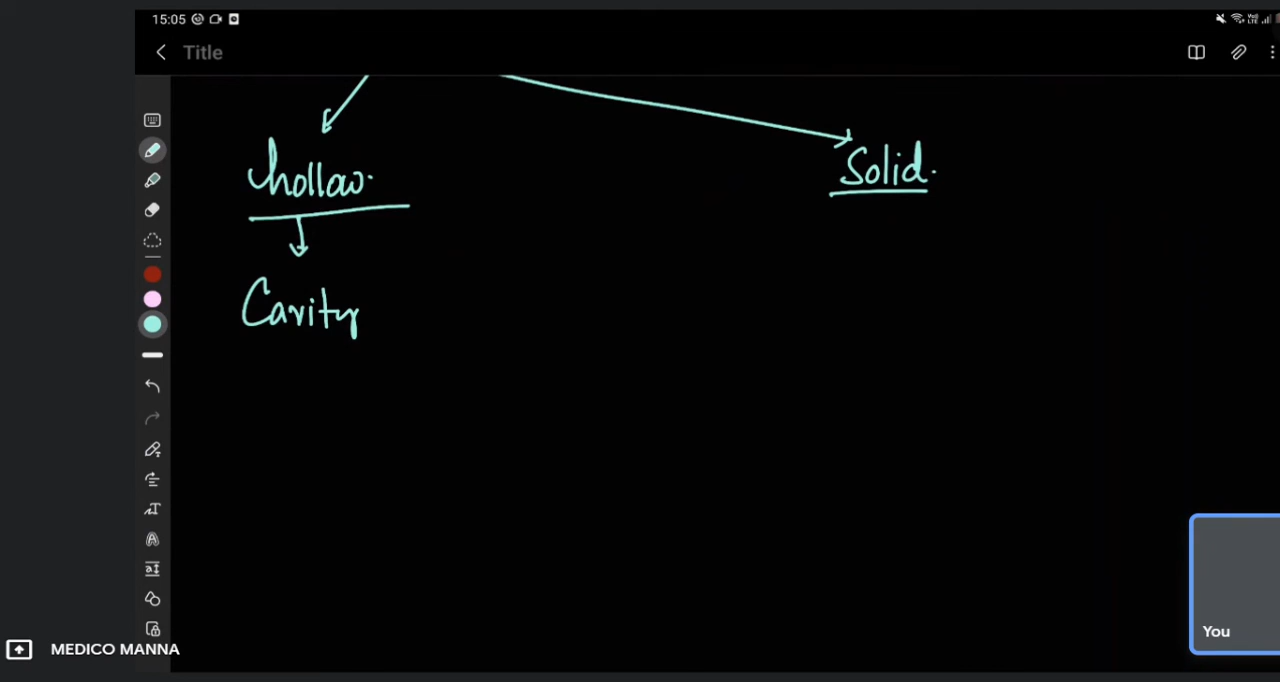 15:05
Title
hollow.
Solid.
Cavity
MEDICO MANNA
You